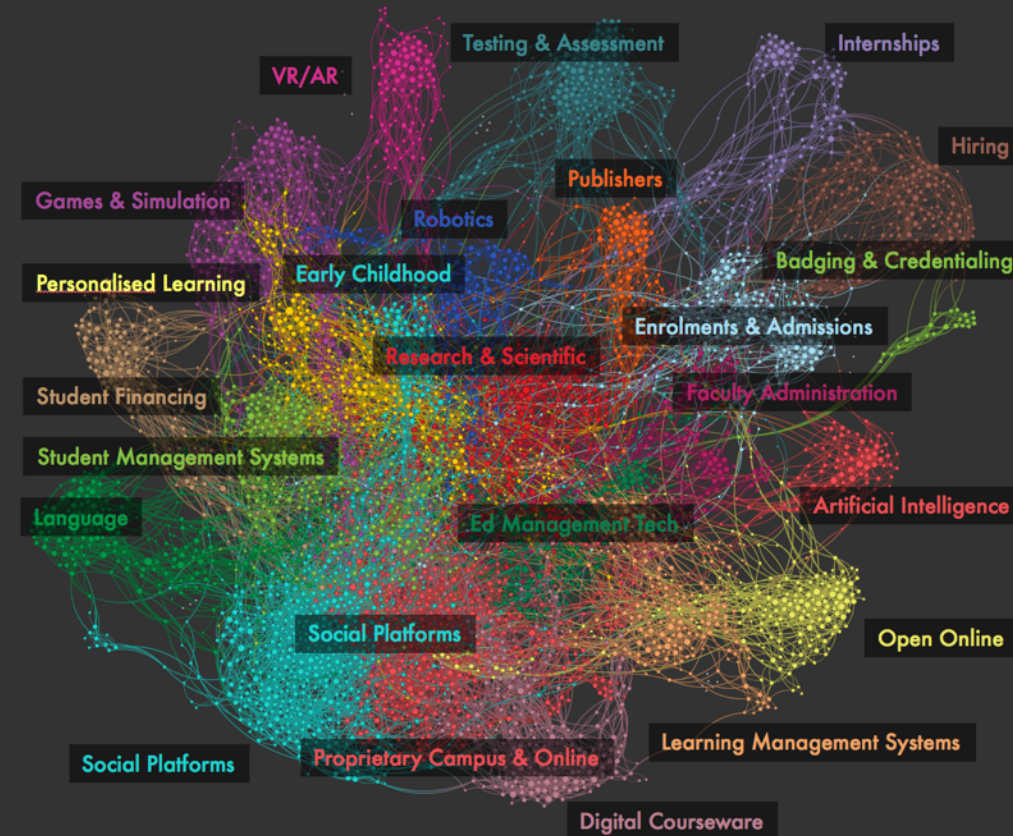 Testing & Assessment
Internships
VR/AR
Hiring
Publishers
Games & Simulation
Robotics
Badging & Credentialing
Early Childhood
Personalised Learning
Enrolments & Admissions
Research & Scientific
Faculty Administration
Student Financing
Student Management Systems
Artificial Intelligence
Language
Ed Management Tech
Social Platforms
Open Online
Learning Management Systems
Proprietary Campus & Online
Social Platforms
Digital Courseware